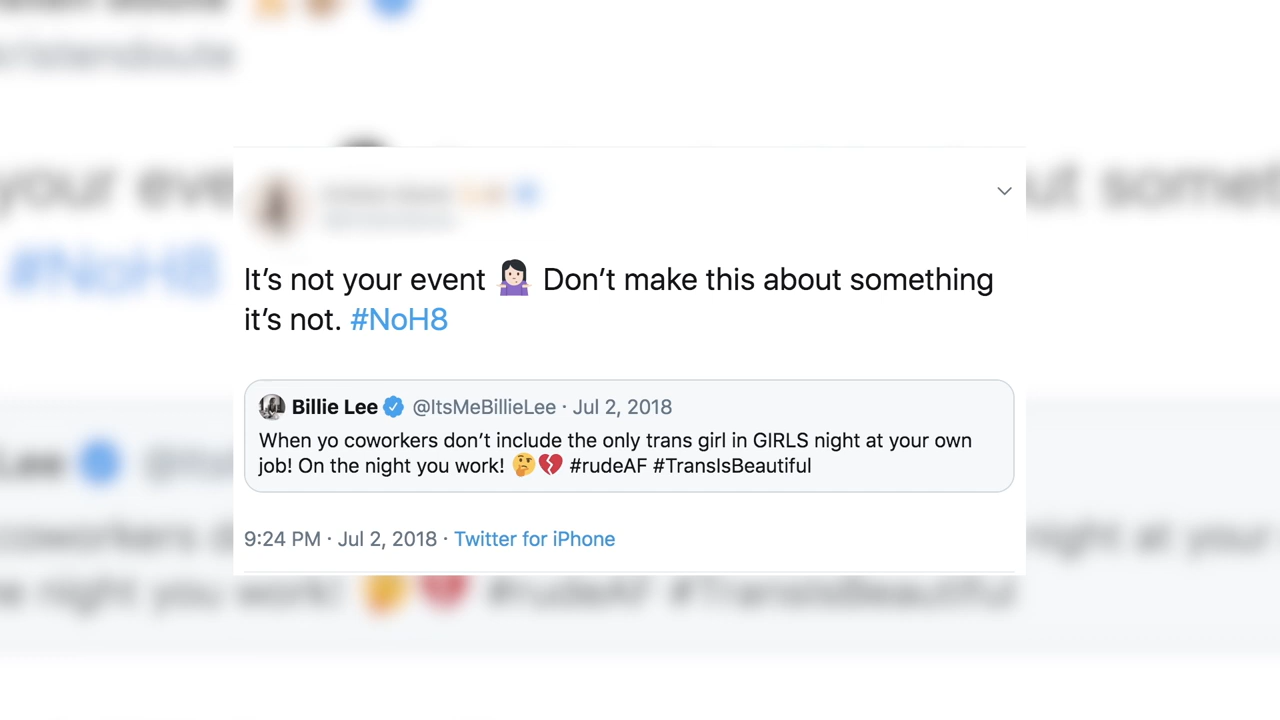 It's not your event 🤷🏻‍♀️ Don't make this about something
it's not. #NoH8
Billie Lee @ItsMeBillieLee · Jul 2, 2018
When yo coworkers don't include the only trans girl in GIRLS night at your own
job! On the night you work! 🤔💔 #rudeAF #TransIsBeautiful
9:24 PM · Jul 2, 2018 · Twitter for iPhone